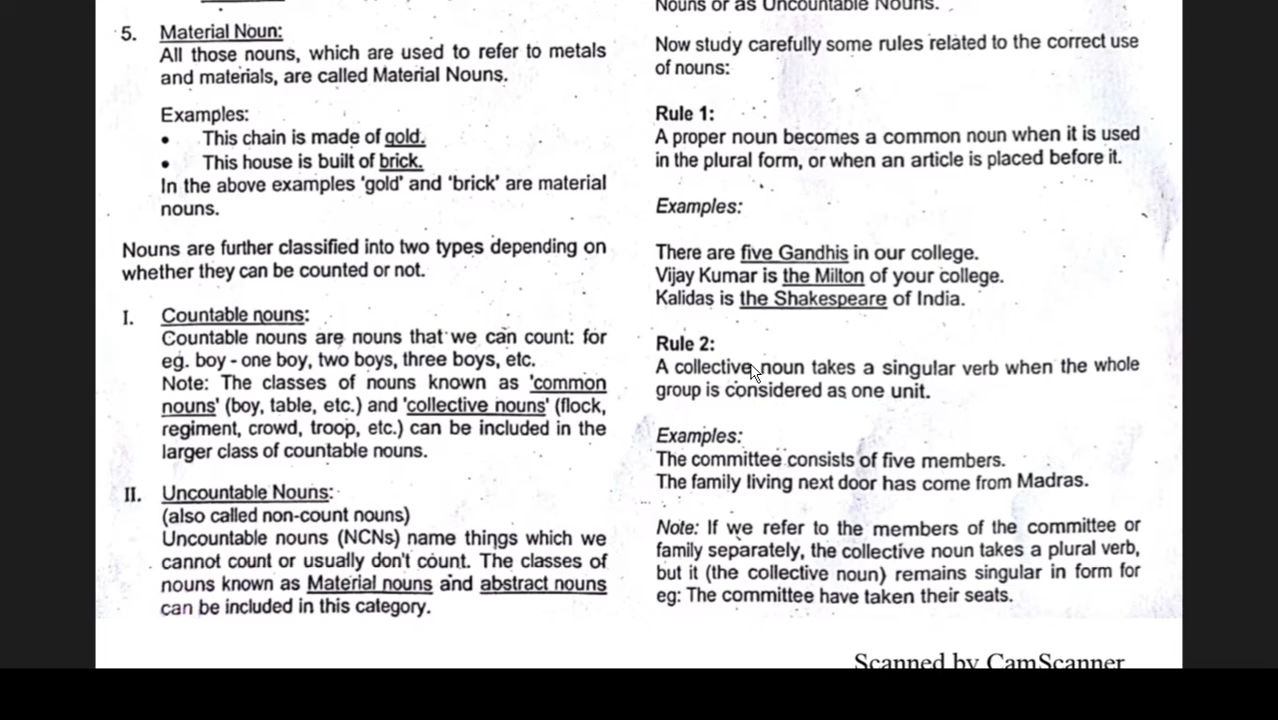 5. Material Noun:
All those nouns, which are used to refer to metals
and materials, are called Material Nouns.
Examples:
• This chain is made of gold.
• This house is built of brick.
In the above examples 'gold' and 'brick' are material
nouns.
Nouns are further classified into two types depending on
whether they can be counted or not.
I. Countable nouns:
Countable nouns are nouns that we can count: for
eg. boy - one boy, two boys, three boys, etc.
Note: The classes of nouns known as 'common
nouns' (boy, table, etc.) and 'collective nouns' (flock,
regiment, crowd, troop, etc.) can be included in the
larger class of countable nouns.
II. Uncountable Nouns:
(also called non-count nouns)
Uncountable nouns (NCNs) name things which we
cannot count or usually don't count. The classes of
nouns known as Material nouns and abstract nouns
can be included in this category.
Nouns or as Uncountable Nouns.
Now study carefully some rules related to the correct use
of nouns:
Rule 1:
A proper noun becomes a common noun when it is used
in the plural form, or when an article is placed before it.
Examples:
There are five Gandhis in our college.
Vijay Kumar is the Milton of your college.
Kalidas is the Shakespeare of India.
Rule 2:
A collective noun takes a singular verb when the whole
group is considered as one unit.
Examples:
The committee consists of five members.
The family living next door has come from Madras.
Note: If we refer to the members of the committee or
family separately, the collective noun takes a plural verb,
but it (the collective noun) remains singular in form for
eg: The committee have taken their seats.
Scanned by CamScanner